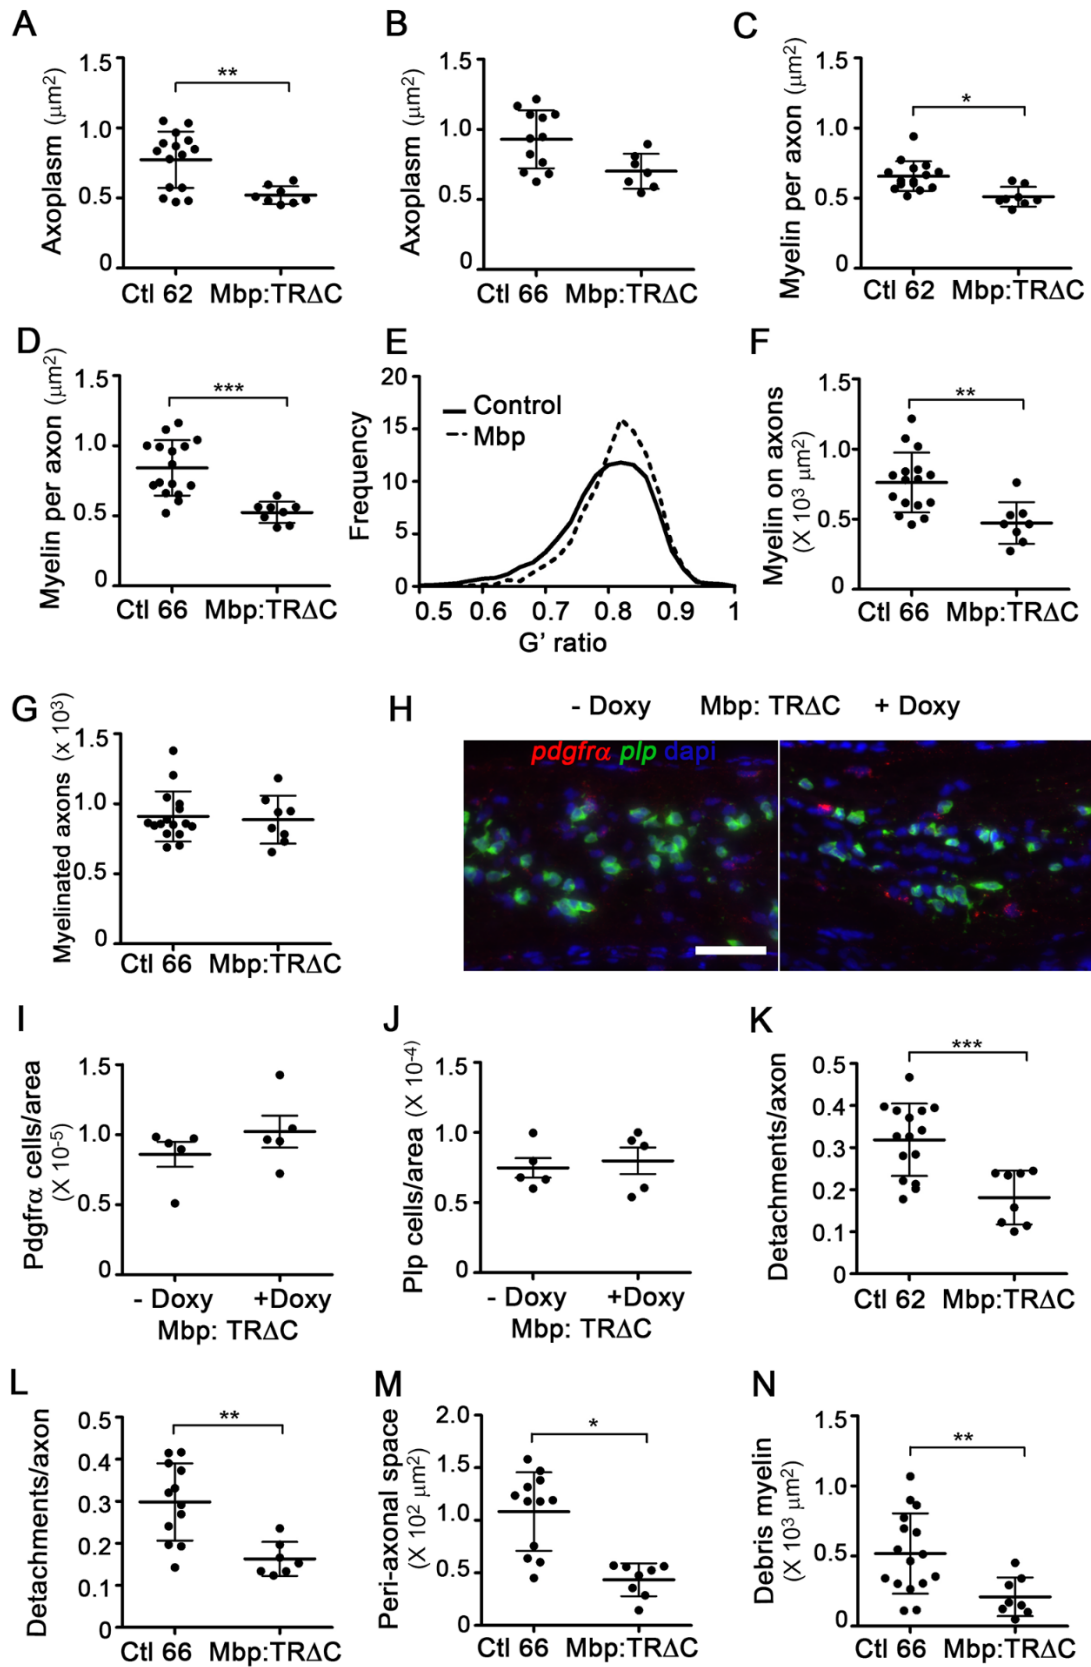 A
Axoplasm (µm²)
1.5
1.0
0.5
0
**
Ctl 62 Mbp:TRΔC
B
Axoplasm (µm²)
1.5
1.0
0.5
0
Ctl 66 Mbp:TRΔC
C
Myelin per axon (µm²)
1.5
1.0
0.5
0
*
Ctl 62 Mbp:TRΔC
D
Myelin per axon (µm²)
1.5
1.0
0.5
0
***
Ctl 66 Mbp:TRΔC
E
Frequency
20
15
10
5
0
Control
Mbp
0.5 0.6 0.7 0.8 0.9 1
G' ratio
F
Myelin on axons
(X 10³ µm²)
1.5
1.0
0.5
0
**
Ctl 66 Mbp:TRΔC
G
Myelinated axons (x 10³)
1.5
1.0
0.5
0
Ctl 66 Mbp:TRΔC
H
- Doxy Mbp: TRΔC + Doxy
pdgfrα plp dapi
I
Pdgfrα cells/area
(X 10⁻⁵)
1.5
1.0
0.5
0
- Doxy +Doxy
Mbp: TRΔC
J
Plp cells/area (X 10⁻⁴)
1.5
1.0
0.5
0
- Doxy +Doxy
Mbp: TRΔC
K
Detachments/axon
0.5
0.4
0.3
0.2
0.1
0
***
Ctl 62 Mbp:TRΔC
L
Detachments/axon
0.5
0.4
0.3
0.2
0.1
0
**
Ctl 66 Mbp:TRΔC
M
Peri-axonal space
(X 10² µm²)
2.0
1.5
1.0
0.5
0
*
Ctl 66 Mbp:TRΔC
N
Debris myelin
(X 10³ µm²)
1.5
1.0
0.5
0
**
Ctl 66 Mbp:TRΔC